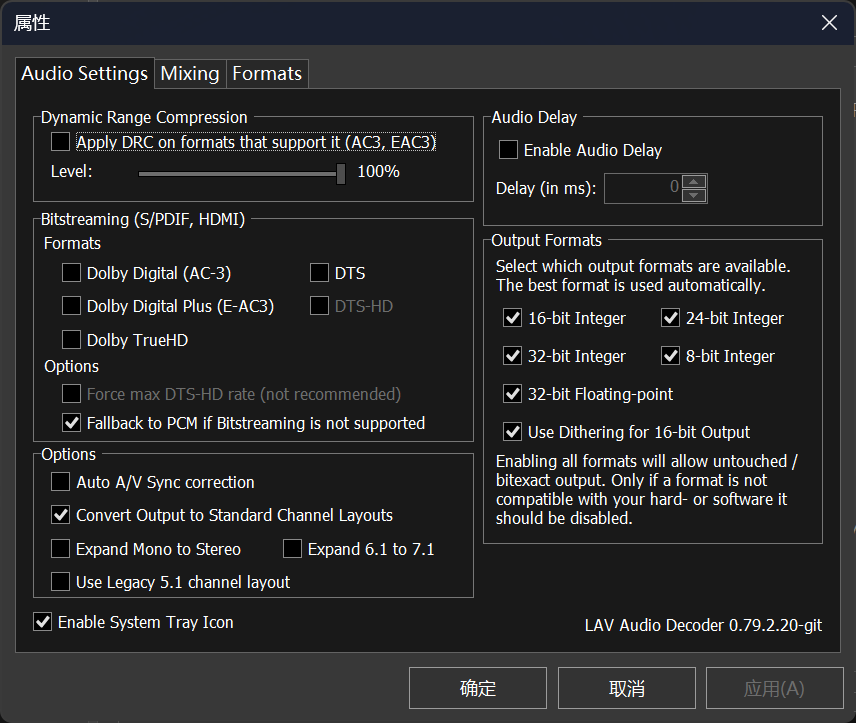 属性
Audio Settings
Mixing
Formats
Dynamic Range Compression
Apply DRC on formats that support it (AC3, EAC3)
Level:
100%
Bitstreaming (S/PDIF, HDMI)
Formats
Dolby Digital (AC-3)
DTS
Dolby Digital Plus (E-AC3)
DTS-HD
Dolby TrueHD
Options
Force max DTS-HD rate (not recommended)
Fallback to PCM if Bitstreaming is not supported
Options
Auto A/V Sync correction
Convert Output to Standard Channel Layouts
Expand Mono to Stereo
Expand 6.1 to 7.1
Use Legacy 5.1 channel layout
Enable System Tray Icon
Audio Delay
Enable Audio Delay
Delay (in ms):
0
Output Formats
Select which output formats are available.
The best format is used automatically.
16-bit Integer
24-bit Integer
32-bit Integer
8-bit Integer
32-bit Floating-point
Use Dithering for 16-bit Output
Enabling all formats will allow untouched /
bitexact output. Only if a format is not
compatible with your hard- or software it
should be disabled.
LAV Audio Decoder 0.79.2.20-git
确定
取消
应用(A)